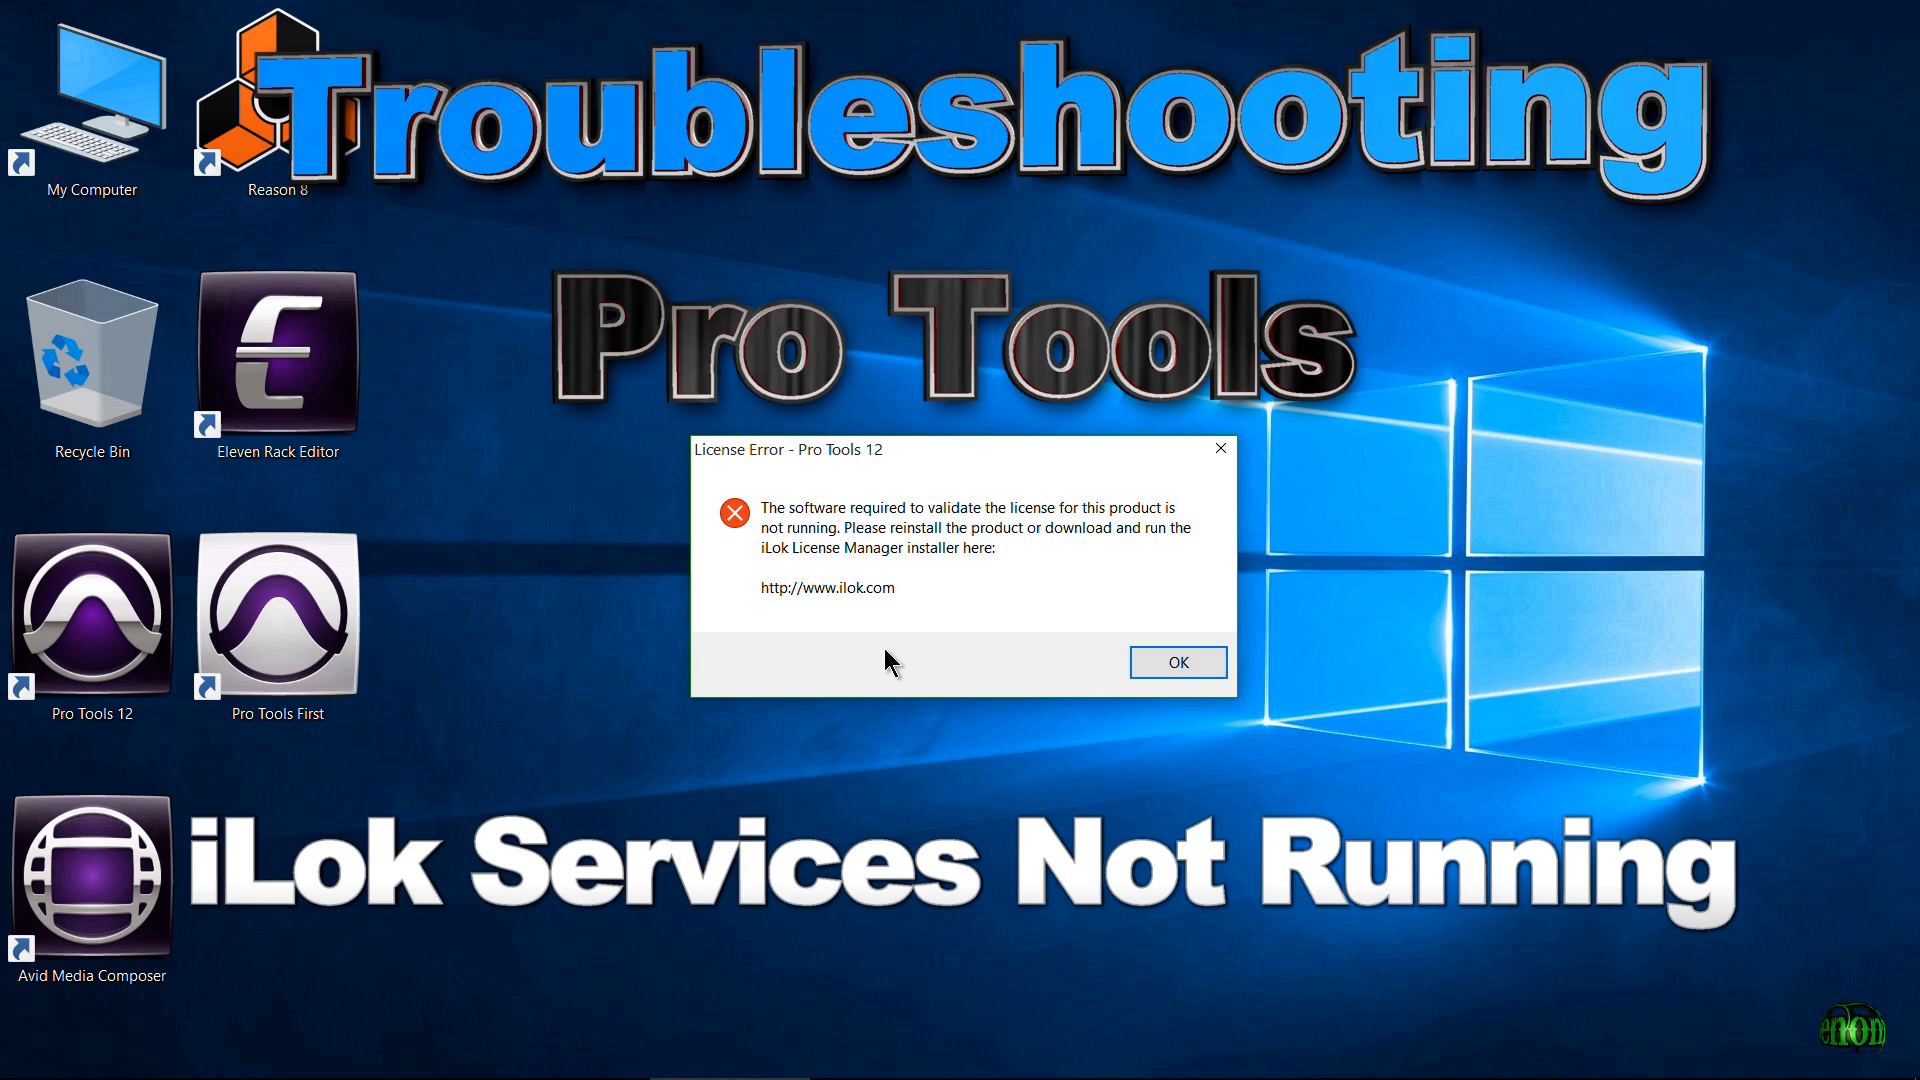 Troubleshooting
My Computer
Reason 8
Pro Tools
Recycle Bin
Eleven Rack Editor
License Error - Pro Tools 12
The software required to validate the license for this product is
not running. Please reinstall the product or download and run the
iLok License Manager installer here:
http://www.ilok.com
OK
Pro Tools 12
Pro Tools First
iLok Services Not Running
Avid Media Composer